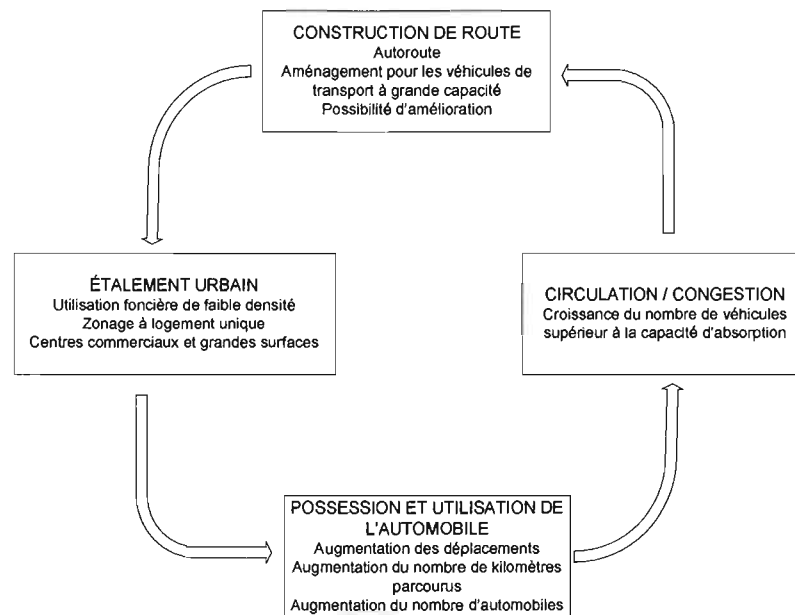 CONSTRUCTION DE ROUTE
Autoroute
Aménagement pour les véhicules de
transport à grande capacité
Possibilité d'amélioration
ÉTALEMENT URBAIN
Utilisation foncière de faible densité
Zonage à logement unique
Centres commerciaux et grandes surfaces
CIRCULATION / CONGESTION
Croissance du nombre de véhicules
supérieur à la capacité d'absorption
POSSESSION ET UTILISATION DE
L'AUTOMOBILE
Augmentation des déplacements
Augmentation du nombre de kilomètres
parcourus
Augmentation du nombre d'automobiles